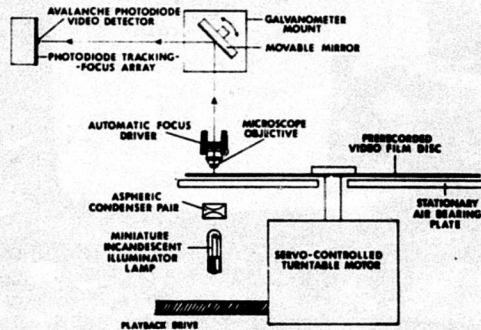 AVALANCHE PHOTODIODE
VIDEO DETECTOR
GALVANOMETER
MOUNT
MOVABLE MIRROR
PHOTODIODE TRACKING-
FOCUS ARRAY
AUTOMATIC FOCUS
DRIVER
MICROSCOPE
OBJECTIVE
PRERECORDED
VIDEO FILM DISC
ASPHERIC
CONDENSER PAIR
STATIONARY
AIR BEARING
PLATE
MINIATURE
INCANDESCENT
ILLUMINATOR
LAMP
SERVO-CONTROLLED
TURNTABLE MOTOR
PLAYBACK DRIVE